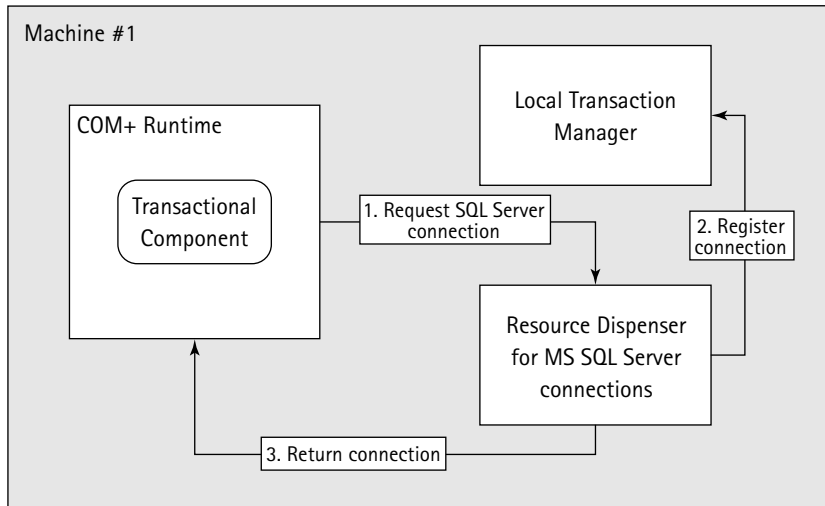 Machine #1
COM+ Runtime
Transactional
Component
Local Transaction
Manager
1. Request SQL Server
connection
2. Register
connection
Resource Dispenser
for MS SQL Server
connections
3. Return connection